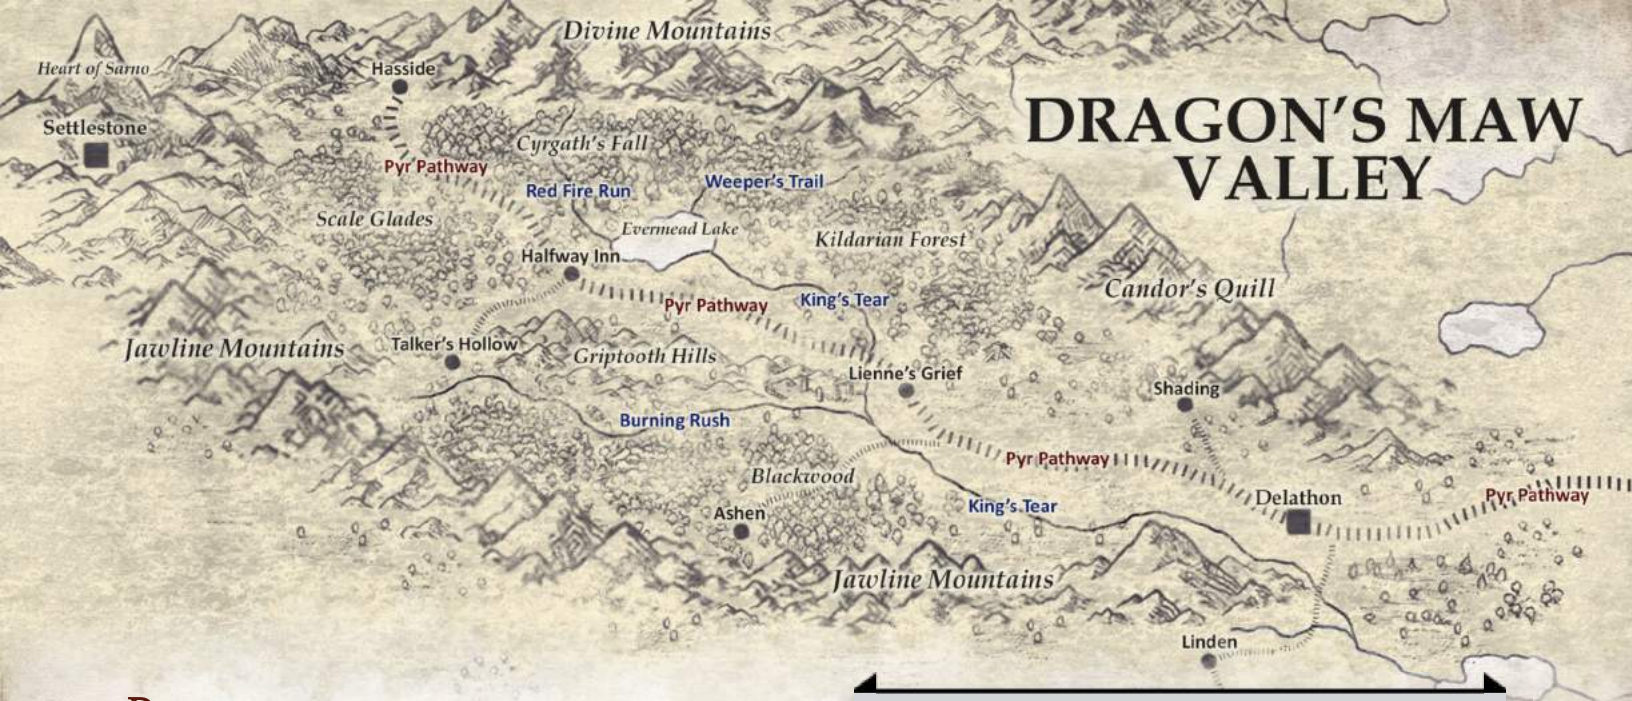 Divine Mountains
Heart of Sarno
Hasside
DRAGON'S MAW
VALLEY
Settlestone
Cyrgath's Fall
Pyr Pathway
Red Fire Run
Weeper's Trail
Scale Glades
Evermead Lake
Kildarian Forest
Halfway Inn
Candor's Quill
King's Tear
Pyr Pathway
Jawline Mountains
Talker's Hollow
Griptooth Hills
Lienne's Grief
Shading
Burning Rush
Pyr Pathway
Blackwood
Delathon
Pyr Pathway
King's Tear
Ashen
Jawline Mountains
Linden